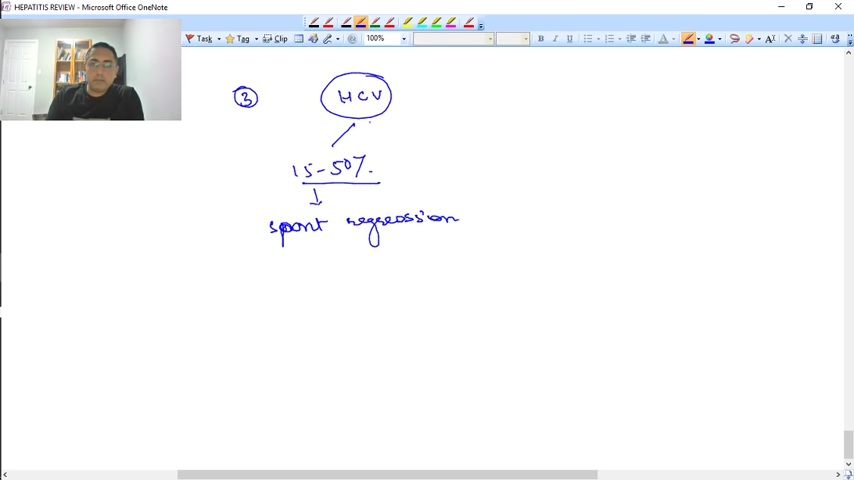 HEPATITIS REVIEW - Microsoft Office OneNote
Task Tag Clip 100% B I U A
3 HCV
15-50%.
spont regression